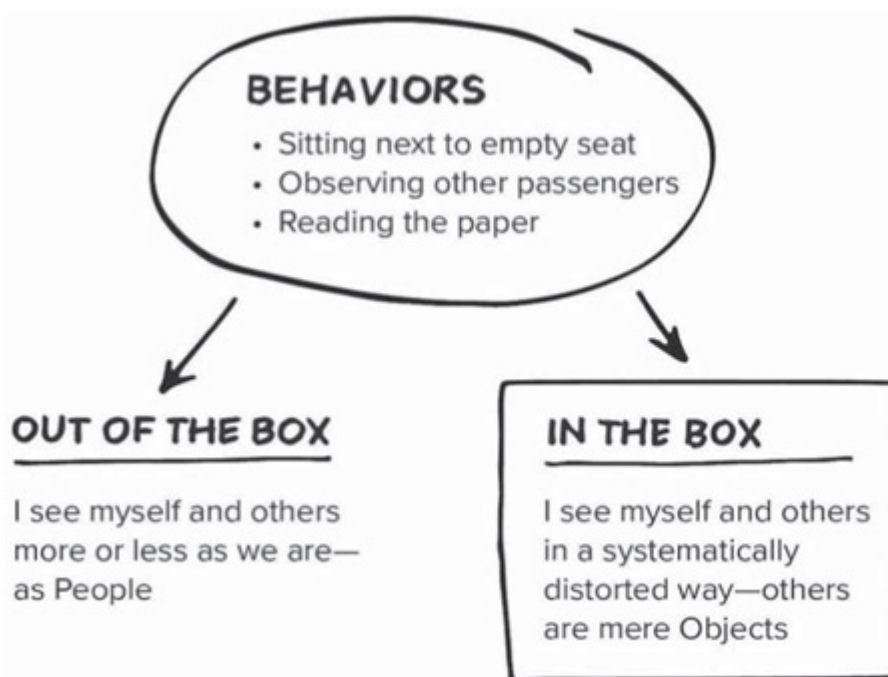 BEHAVIORS
• Sitting next to empty seat
• Observing other passengers
• Reading the paper
OUT OF THE BOX
I see myself and others
more or less as we are—
as People
IN THE BOX
I see myself and others
in a systematically
distorted way—others
are mere Objects